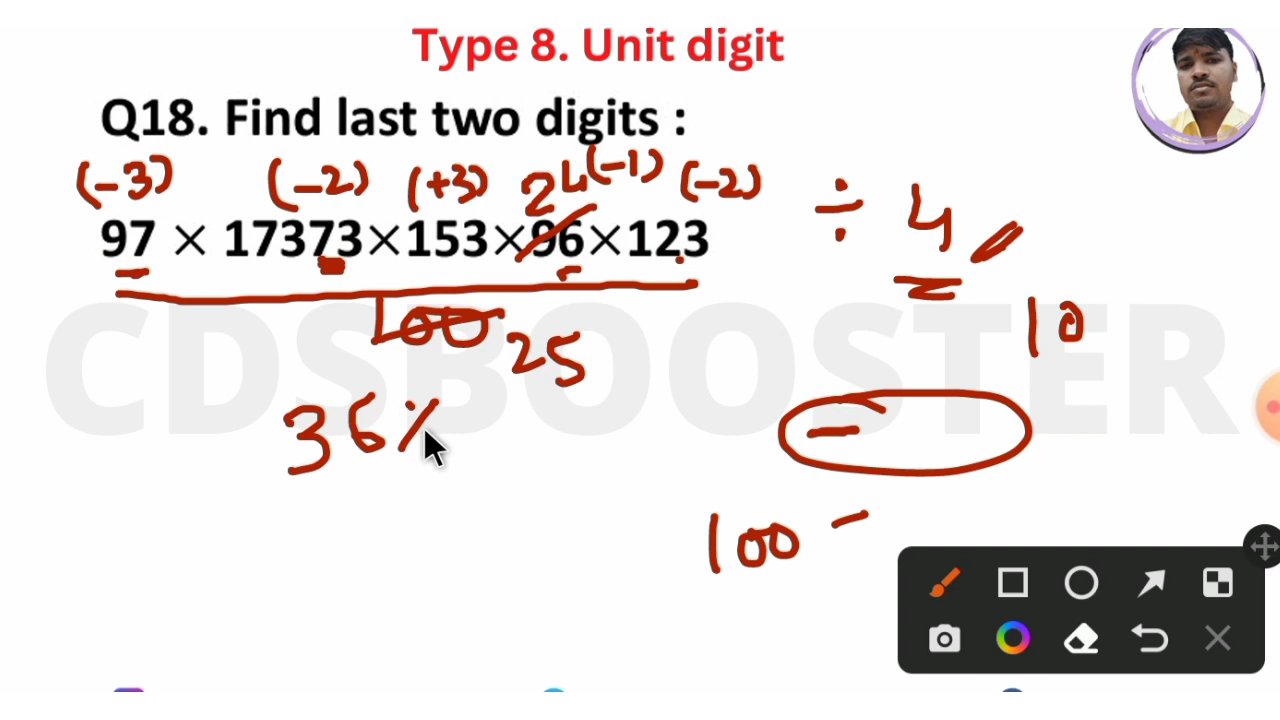 Type 8. Unit digit
Q18. Find last two digits :
(-3) (-2) (+3) 24 (-1) (-2)
97 × 17373×153×96×123 ÷ 4
100 25
10
CDSBOOSTER
36
100 -